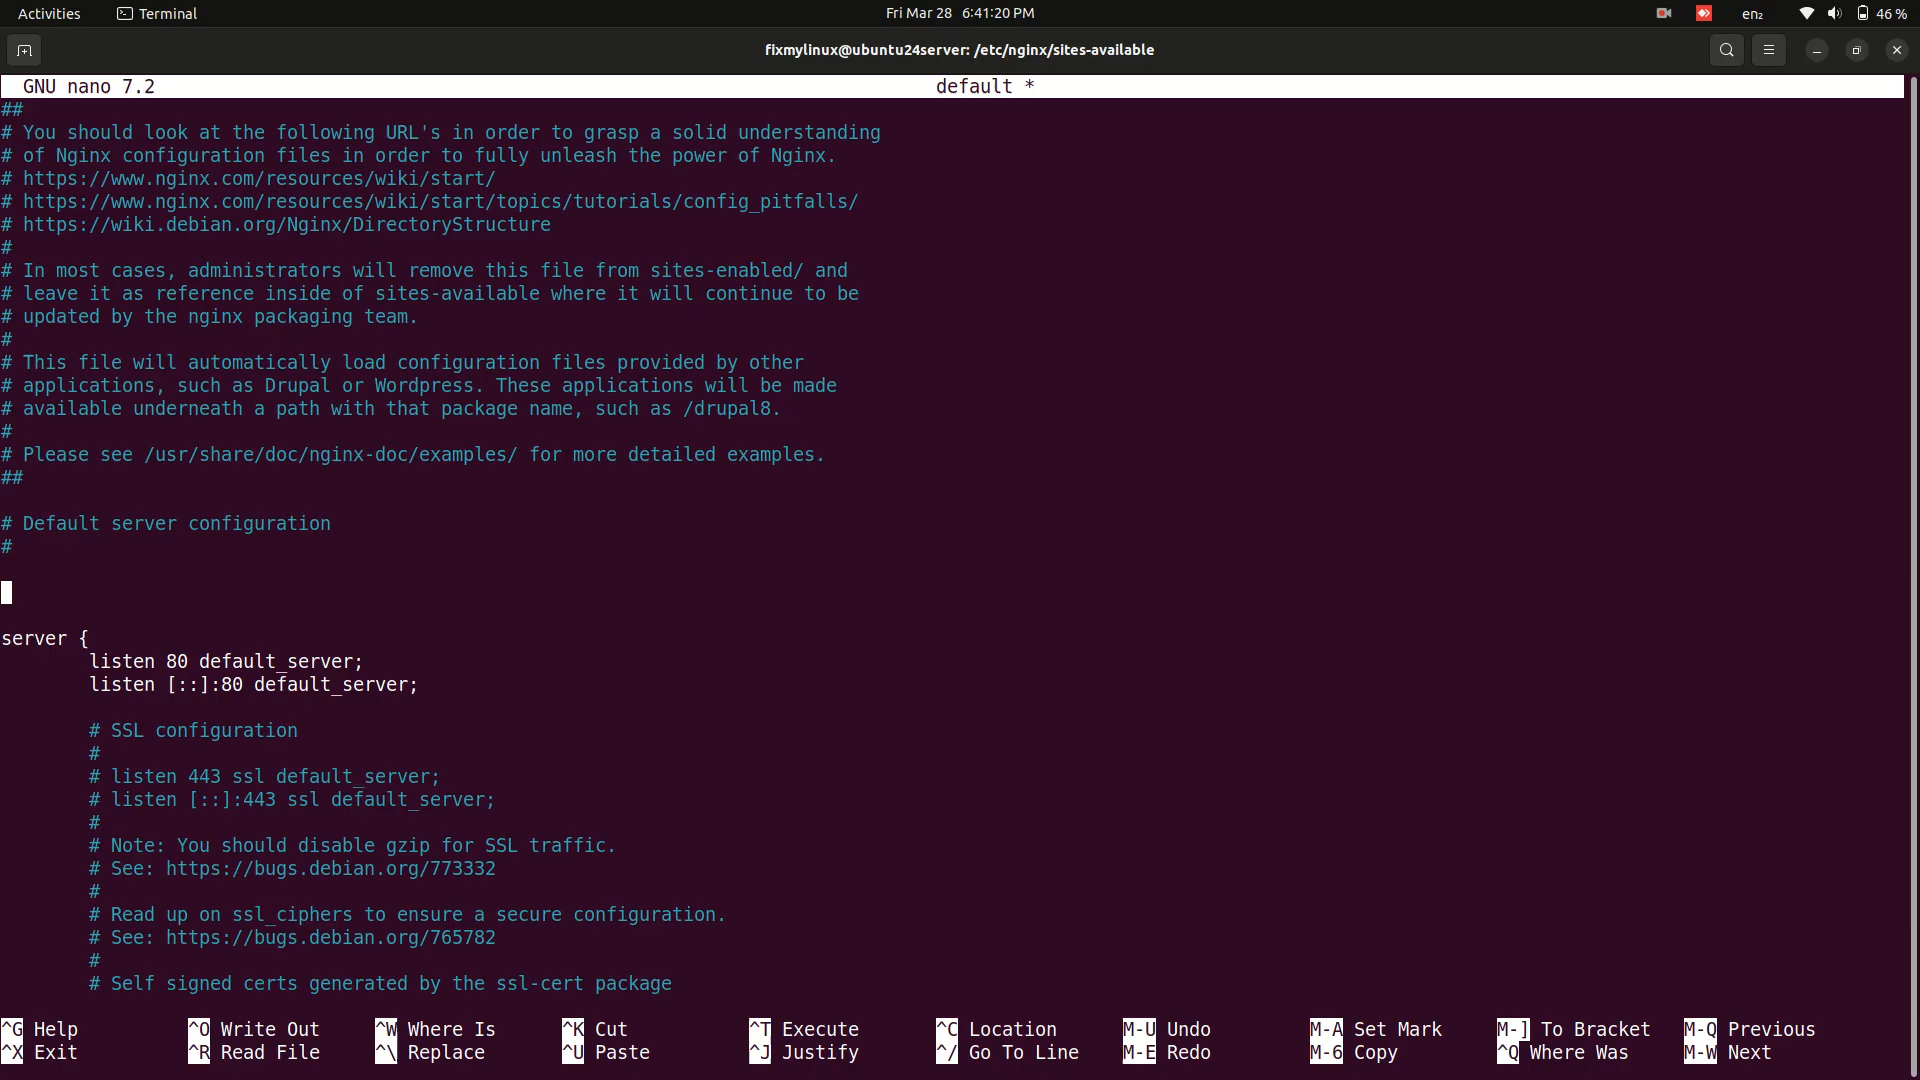 Activities Terminal Fri Mar 28 6:41:20 PM en₂ 46 %
fixmylinux@ubuntu24server: /etc/nginx/sites-available
GNU nano 7.2 default *
##
# You should look at the following URL's in order to grasp a solid understanding
# of Nginx configuration files in order to fully unleash the power of Nginx.
# https://www.nginx.com/resources/wiki/start/
# https://www.nginx.com/resources/wiki/start/topics/tutorials/config_pitfalls/
# https://wiki.debian.org/Nginx/DirectoryStructure
#
# In most cases, administrators will remove this file from sites-enabled/ and
# leave it as reference inside of sites-available where it will continue to be
# updated by the nginx packaging team.
#
# This file will automatically load configuration files provided by other
# applications, such as Drupal or Wordpress. These applications will be made
# available underneath a path with that package name, such as /drupal8.
#
# Please see /usr/share/doc/nginx-doc/examples/ for more detailed examples.
##
# Default server configuration
#
server {
listen 80 default_server;
listen [::]:80 default_server;
# SSL configuration
#
# listen 443 ssl default_server;
# listen [::]:443 ssl default_server;
#
# Note: You should disable gzip for SSL traffic.
# See: https://bugs.debian.org/773332
#
# Read up on ssl_ciphers to ensure a secure configuration.
# See: https://bugs.debian.org/765782
#
# Self signed certs generated by the ssl-cert package
^G Help ^O Write Out ^W Where Is ^K Cut ^T Execute ^C Location M-U Undo M-A Set Mark M-] To Bracket M-Q Previous
^X Exit ^R Read File ^\ Replace ^U Paste ^J Justify ^/ Go To Line M-E Redo M-6 Copy ^Q Where Was M-W Next